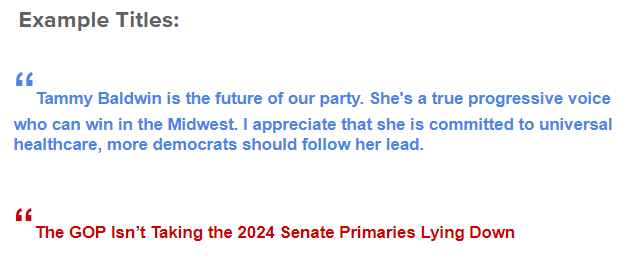 Example Titles:
“Tammy Baldwin is the future of our party. She's a true progressive voice
who can win in the Midwest. I appreciate that she is committed to universal
healthcare, more democrats should follow her lead.
“The GOP Isn’t Taking the 2024 Senate Primaries Lying Down